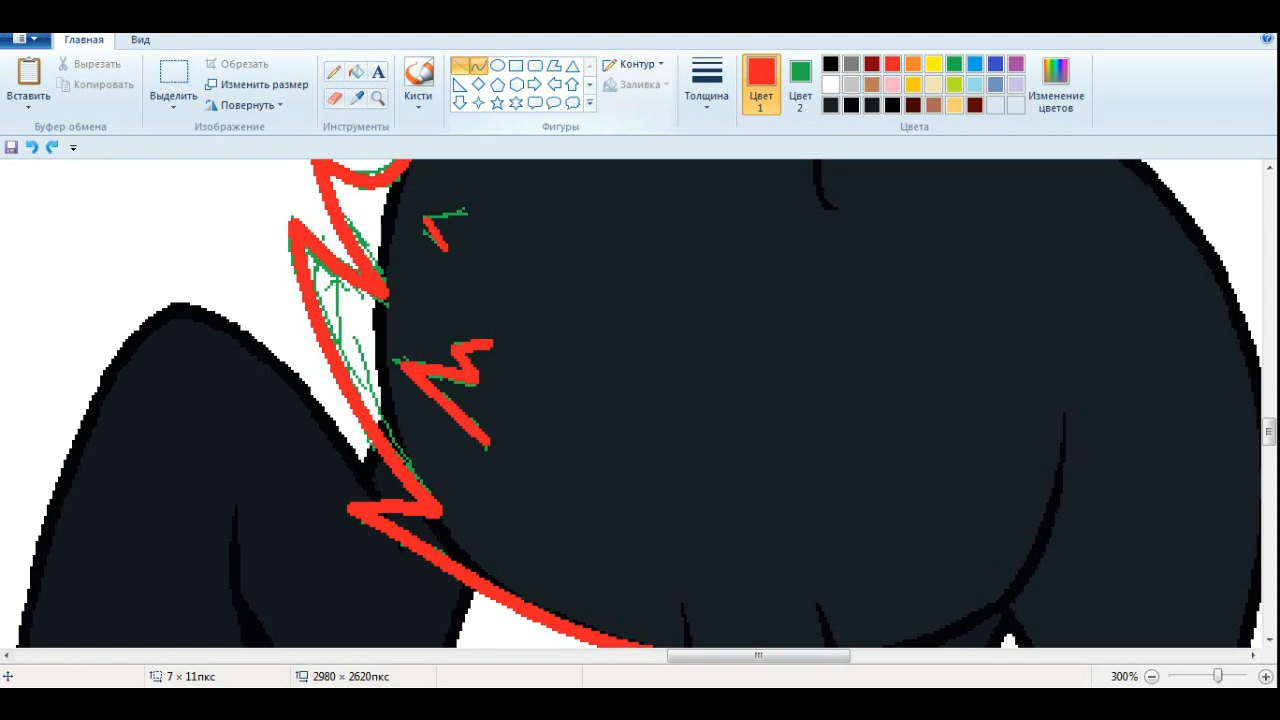 Главная Вид
Вырезать
Копировать
Вставить
Буфер обмена
Выделить
Обрезать
Изменить размер
Повернуть
Изображение
A
Инструменты
Кисти
Контур
Заливка
Фигуры
Толщина
Цвет
1
Цвет
2
Изменение
цветов
Цвета
7 × 11пкс
2980 × 2620пкс
300%